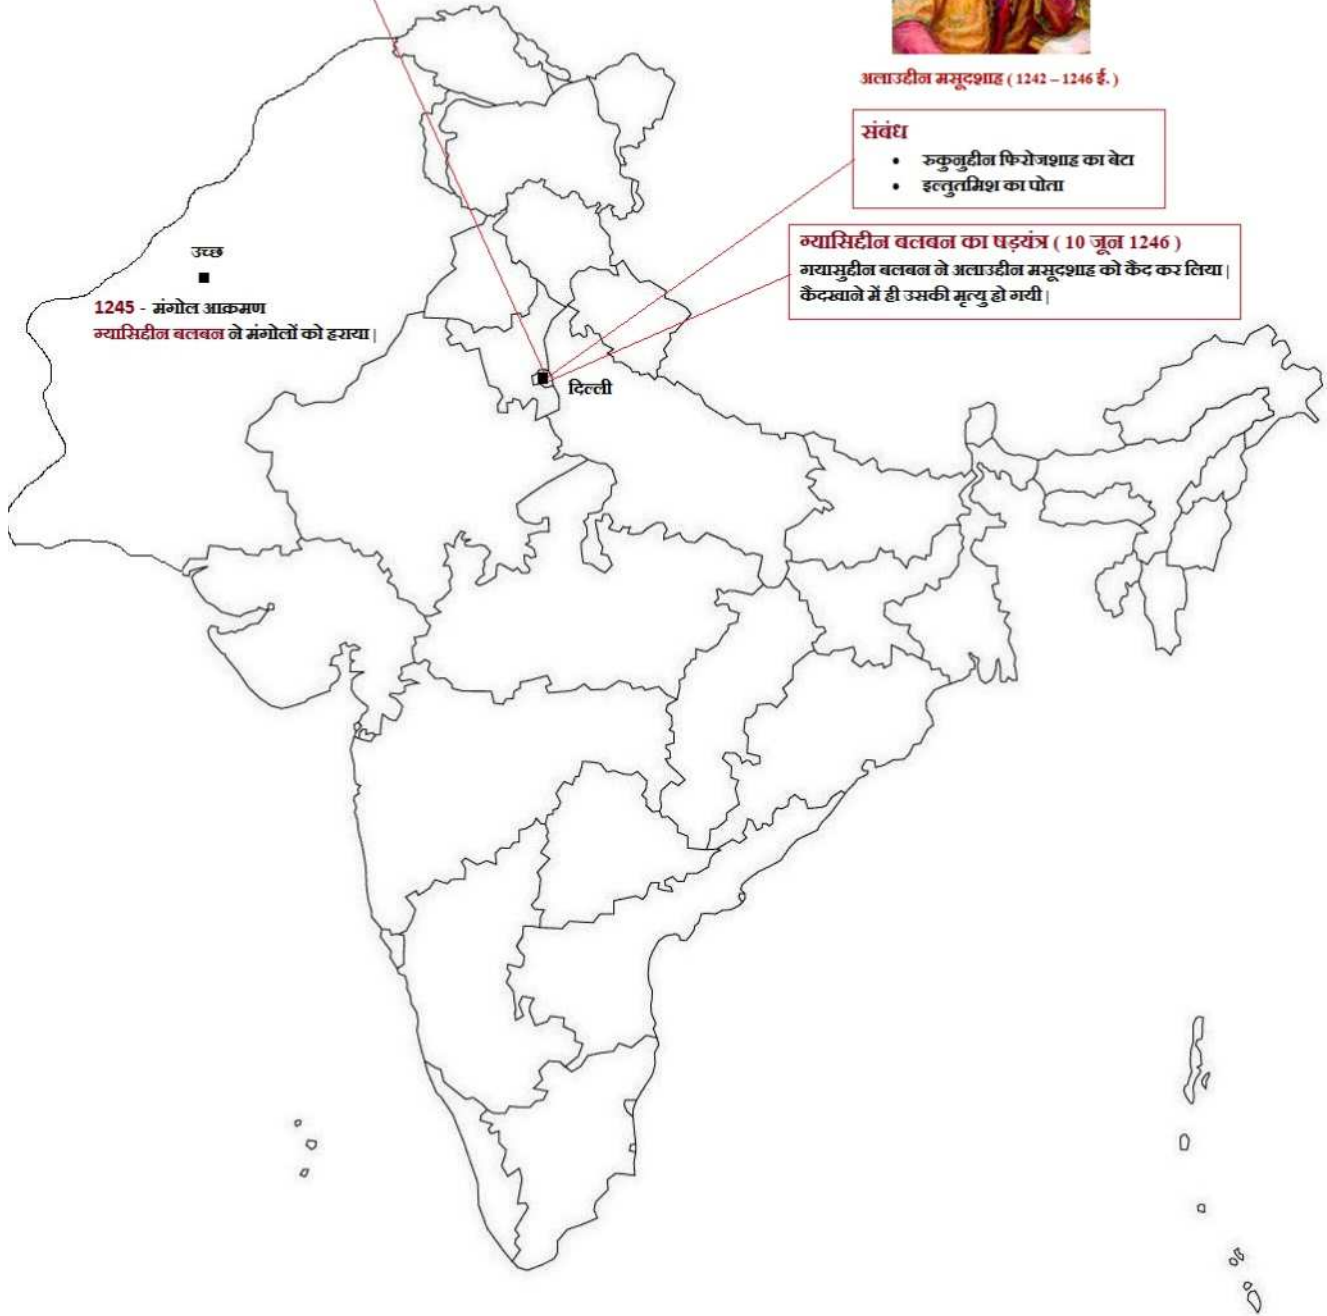 अलाउद्दीन मसूदशाह ( 1242 – 1246 ई. )
संबंध
• रुकुनुद्दीन फिरोजशाह का बेटा
• इल्तुतमिश का पोता
ग्यासिद्दीन बलबन का षड़यंत्र ( 10 जून 1246 )
गयासुद्दीन बलबन ने अलाउद्दीन मसूदशाह को कैद कर लिया |
कैदखाने में ही उसकी मृत्यु हो गयी |
उच्छ
1245 - मंगोल आक्रमण
ग्यासिद्दीन बलबन ने मंगोलों को हराया |
दिल्ली